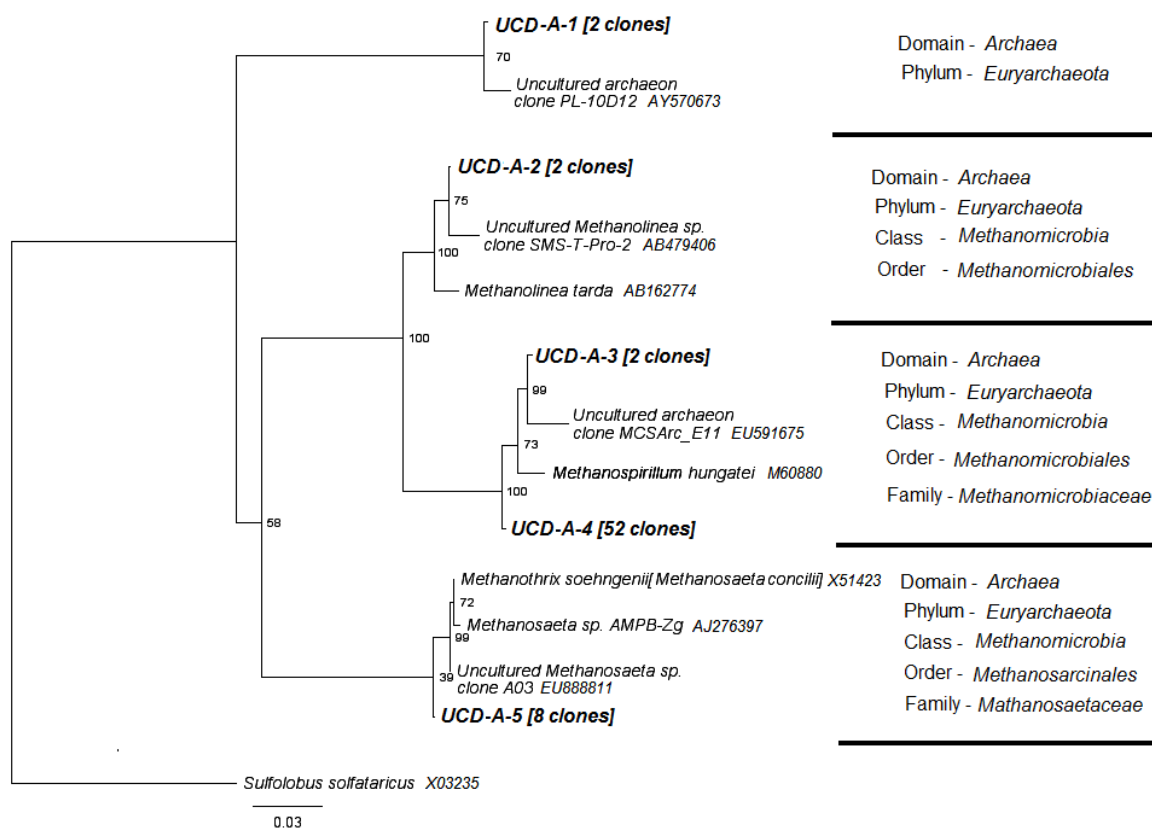 UCD-A-1 [2 clones]
70
Uncultured archaeon
clone PL-10D12 AY570673
Domain - Archaea
Phylum - Euryarchaeota
UCD-A-2 [2 clones]
75
Uncultured Methanolinea sp.
clone SMS-T-Pro-2 AB479406
100
Methanolinea tarda AB162774
Domain - Archaea
Phylum - Euryarchaeota
Class - Methanomicrobia
Order - Methanomicrobiales
100
UCD-A-3 [2 clones]
99
Uncultured archaeon
clone MCSArc_E11 EU591675
73
Methanospirillum hungatei M60880
100
UCD-A-4 [52 clones]
Domain - Archaea
Phylum - Euryarchaeota
Class - Methanomicrobia
Order - Methanomicrobiales
Family - Methanomicrobiaceae
58
Methanothrix soehngenii[Methanosaeta concilii] X51423
72
Methanosaeta sp. AMPB-Zg AJ276397
99
Uncultured Methanosaeta sp.
39
clone A03 EU888811
UCD-A-5 [8 clones]
Domain - Archaea
Phylum - Euryarchaeota
Class - Methanomicrobia
Order - Methanosarcinales
Family - Mathanosaetaceae
Sulfolobus solfataricus X03235
0.03